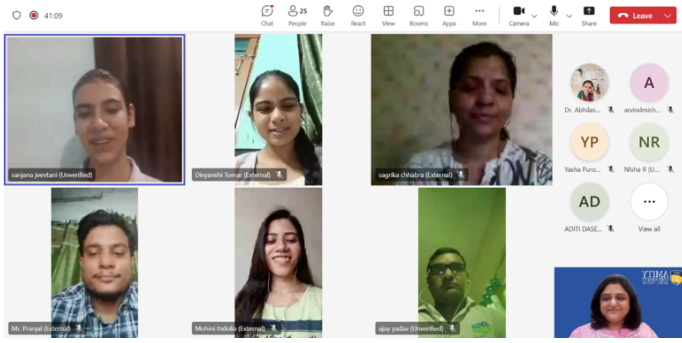 41:09
Chat
People
25
Raise
React
View
Rooms
Apps
More
Camera
Mic
Share
Leave
sanjana jeevtani (Unverified)
Divyanshi Tomar (External)
sagrika chhabra (External)
Dr. Abhilas...
A
arvindmish...
YP
Yasha Puro...
NR
Nisha R (U...
AD
ADITI DASE...
View all
Mr. Pranjal (External)
Mohini Indolia (External)
ajay yadav (Unverified)
AMITY